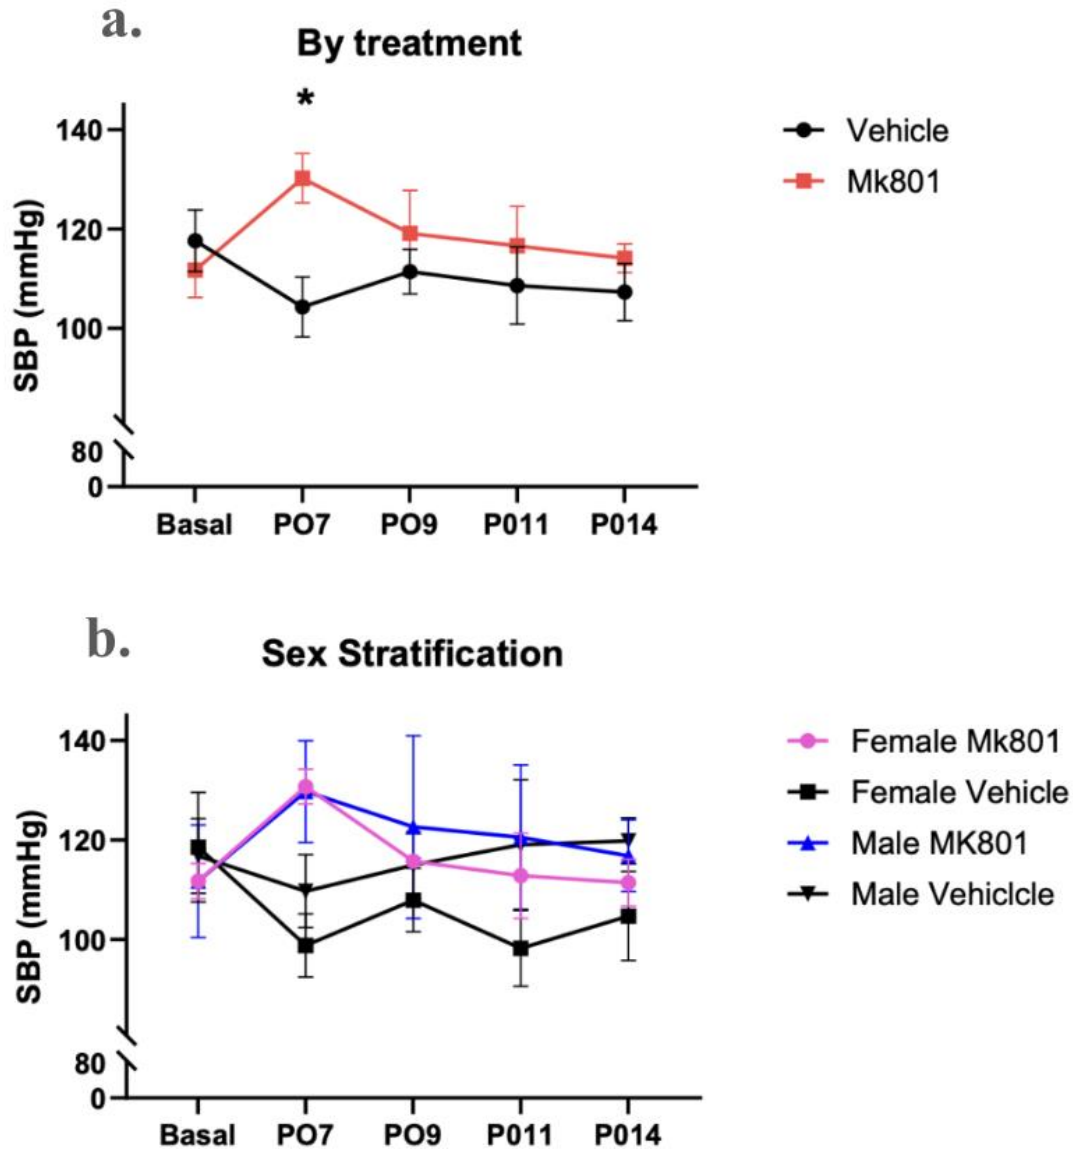 a.
By treatment
*
140
120
100
80
0
SBP (mmHg)
Basal PO7 PO9 P011 P014
Vehicle
Mk801
b.
Sex Stratification
140
120
100
80
0
SBP (mmHg)
Basal PO7 PO9 P011 P014
Female Mk801
Female Vehicle
Male MK801
Male Vehiclcle